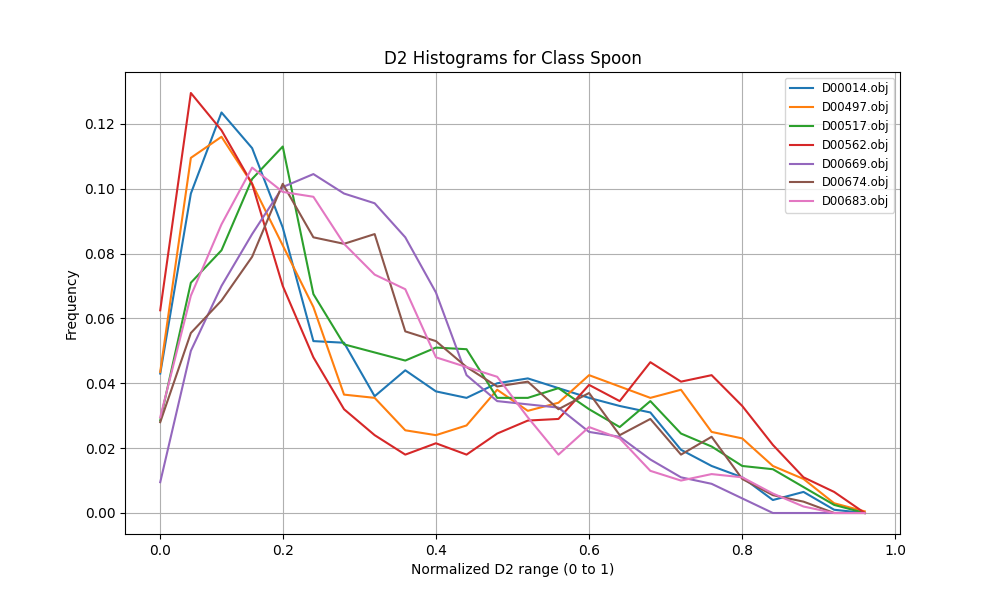 D2 Histograms for Class Spoon
D00014.obj
D00497.obj
D00517.obj
D00562.obj
D00669.obj
D00674.obj
D00683.obj
Frequency
0.12
0.10
0.08
0.06
0.04
0.02
0.00
0.0 0.2 0.4 0.6 0.8 1.0
Normalized D2 range (0 to 1)